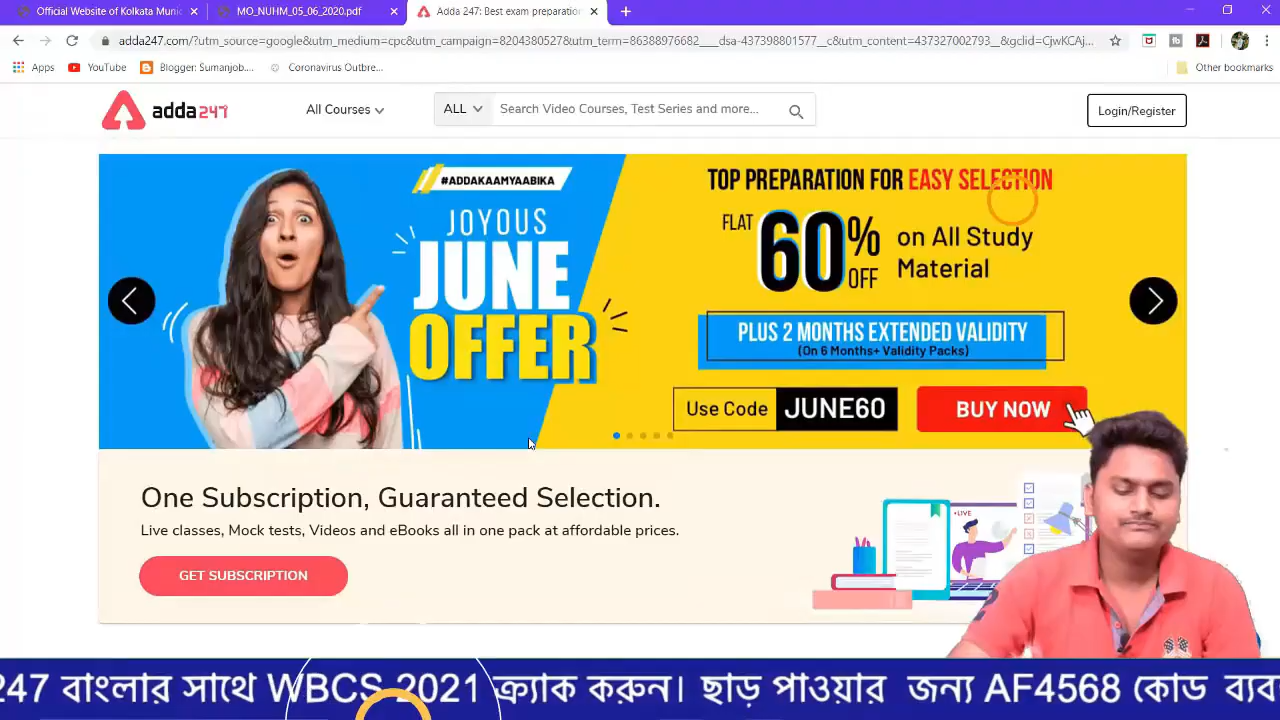 Official Website of Kolkata Munic
MO_NUHM_05_06_2020.pdf
Adda 247: Best exam preparation
adda247.com/?utm_source=google&utm_medium=cpc&utm_campaign=82043805​27&utm_term=86388976682___dsa-437398801577__c&utm_content=437327002793__&gclid=CjwKCAj...
Apps
YouTube
Blogger: Sumanjob....
Coronavirus Outbre...
Other bookmarks
adda247
All Courses
ALL
Search Video Courses, Test Series and more...
Login/Register
#ADDAKAAMYAABIKA
JOYOUS
JUNE
OFFER
TOP PREPARATION FOR EASY SELECTION
FLAT 60% OFF
on All Study
Material
PLUS 2 MONTHS EXTENDED VALIDITY
(On 6 Months+ Validity Packs)
Use Code JUNE60
BUY NOW
One Subscription, Guaranteed Selection.
Live classes, Mock tests, Videos and eBooks all in one pack at affordable prices.
GET SUBSCRIPTION
LIVE
247 বাংলার সাথে WBCS 2021 ক্র্যাক করুন। ছাড় পাওয়ার জন্য AF4568 কোড ব্যব